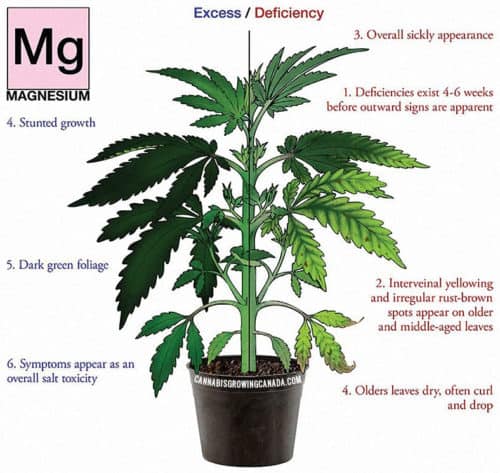 Excess / Deficiency
Mg
MAGNESIUM
3. Overall sickly appearance
1. Deficiencies exist 4-6 weeks
before outward signs are apparent
4. Stunted growth
5. Dark green foliage
2. Interveinal yellowing
and irregular rust-brown
spots appear on older
and middle-aged leaves
6. Symptoms appear as an
overall salt toxicity
CANNABISGROWINGCANADA.COM
4. Olders leaves dry, often curl
and drop